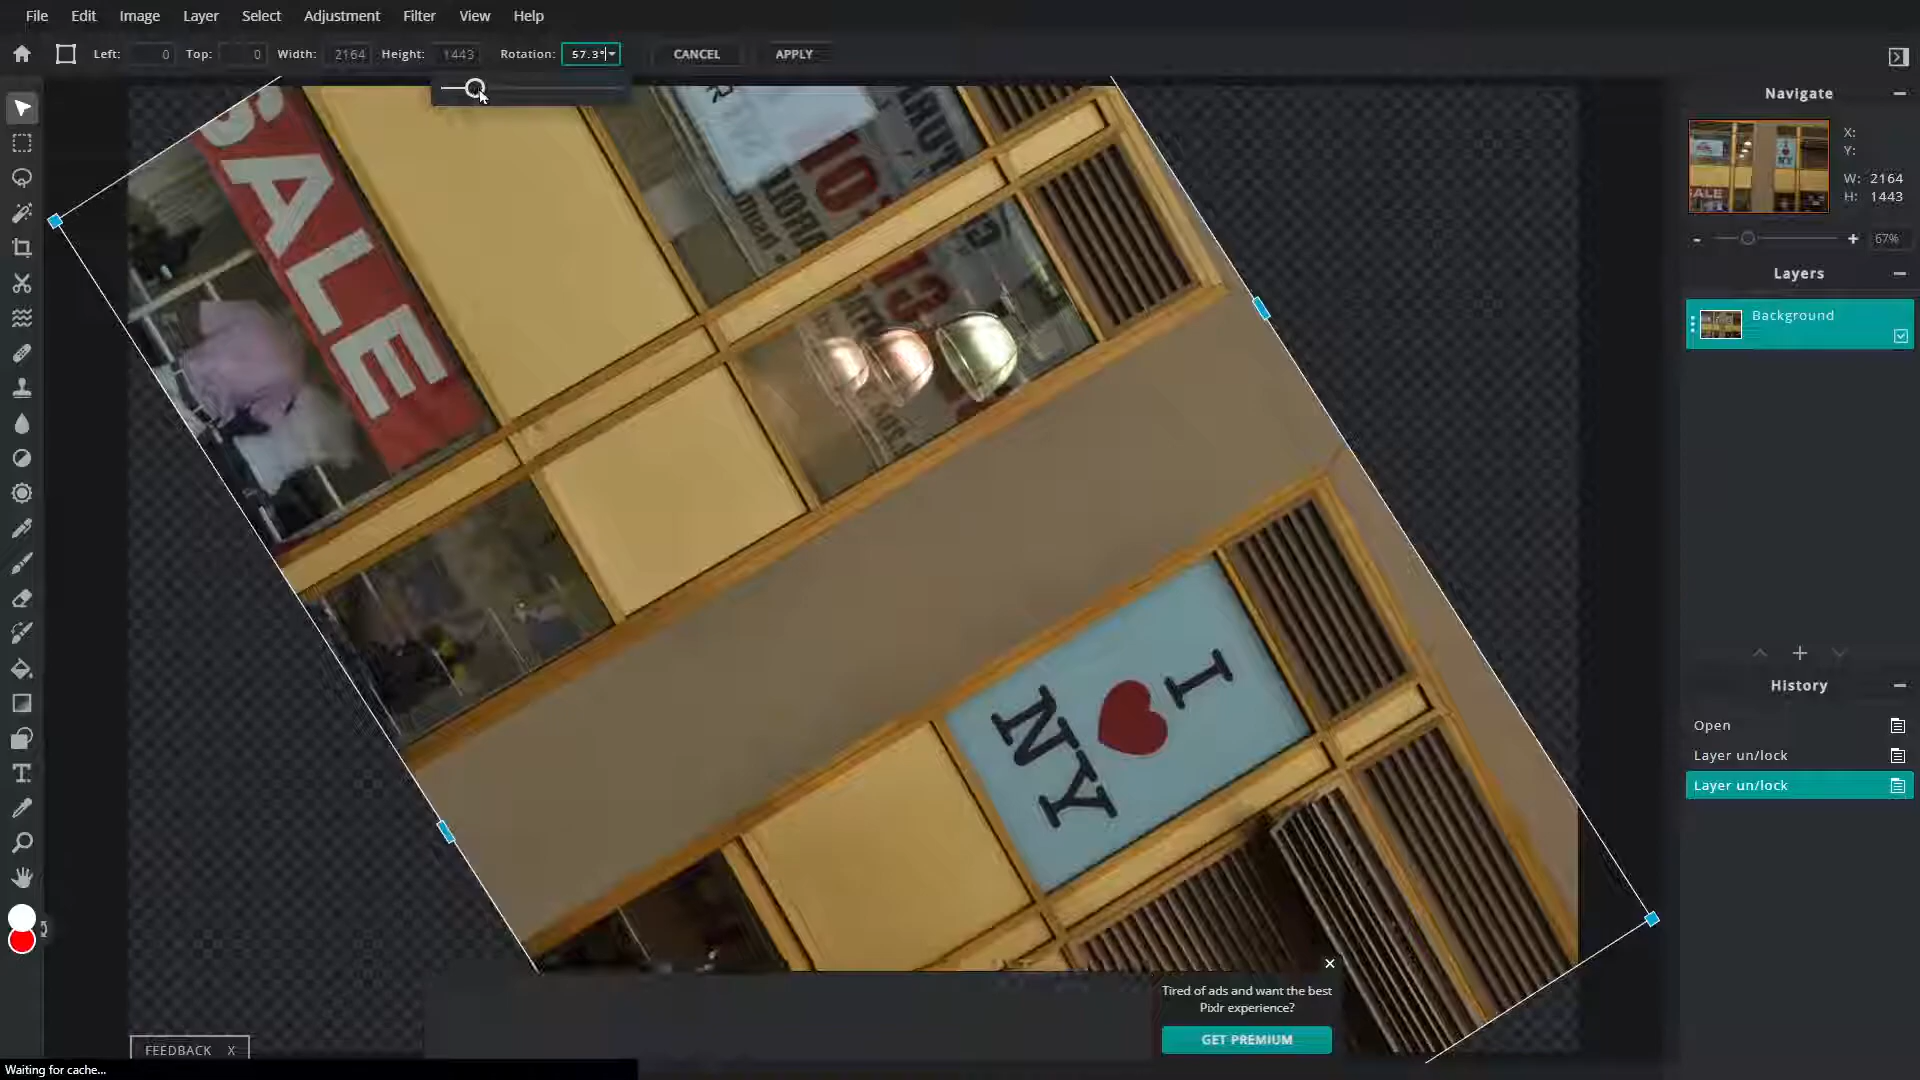 File Edit Image Layer Select Adjustment Filter View Help
Left: 0 Top: 0 Width: 2164 Height: 1443 Rotation: 57.3° CANCEL APPLY
Navigate
X:
Y:
W: 2164
H: 1443
- + 67%
Layers
Background
History
Open
Layer un/lock
Layer un/lock
SALE
I
NY
SALE
I
NY
Tired of ads and want the best
Pixlr experience?
GET PREMIUM
FEEDBACK X
Waiting for cache...